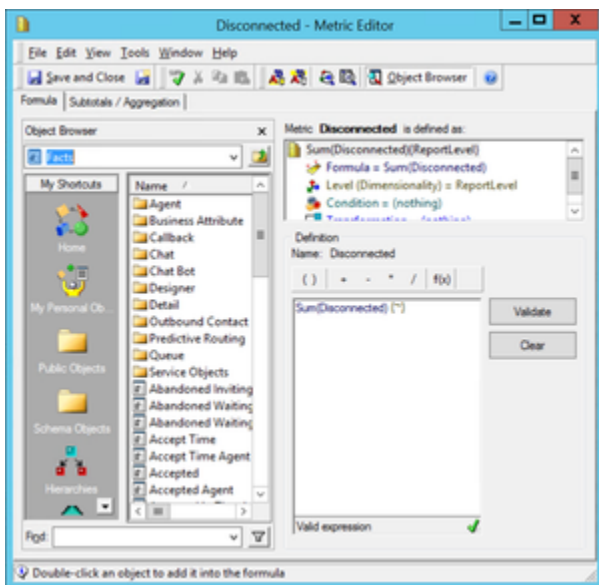 Disconnected - Metric Editor
File Edit View Tools Window Help
Save and Close
Object Browser
Formula
Subtotals / Aggregation
Object Browser
Facts
My Shortcuts
Home
My Personal Ob...
Public Objects
Schema Objects
Hierarchies
Name
Agent
Business Attribute
Callback
Chat
Chat Bot
Designer
Detail
Outbound Contact
Predictive Routing
Queue
Service Objects
Abandoned Inviting
Abandoned Waiting
Abandoned Waiting
Accept Time
Accept Time Agent
Accepted
Accepted Agent
Find:
Metric Disconnected is defined as:
Sum(Disconnected){ReportLevel}
Formula = Sum(Disconnected)
Level (Dimensionality) = ReportLevel
Condition = (nothing)
Transformation = (nothing)
Definition
Name: Disconnected
( ) + - * / f(x)
Sum(Disconnected) {~}
Validate
Clear
Valid expression
Double-click an object to add it into the formula